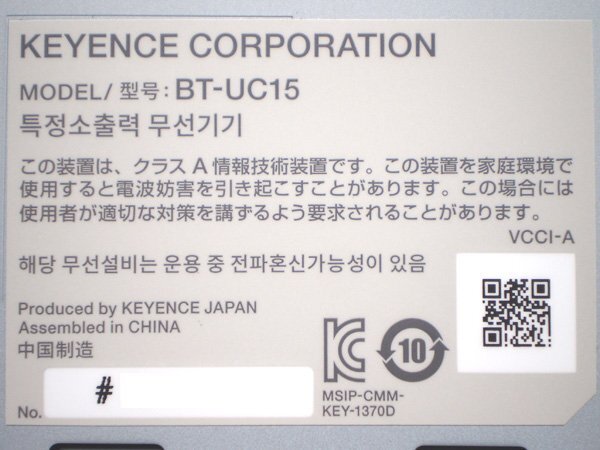 KEYENCE CORPORATION
MODEL/ 型号: BT-UC15
특정소출력 무선기기
この装置は、クラス A 情報技術装置です。この装置を家庭環境で
使用すると電波妨害を引き起こすことがあります。この場合には
使用者が適切な対策を講ずるよう要求されることがあります。
VCCI-A
해당 무선설비는 운용 중 전파혼신가능성이 있음
Produced by KEYENCE JAPAN
Assembled in CHINA
中国制造
10
MSIP-CMM-
KEY-1370D
No. #